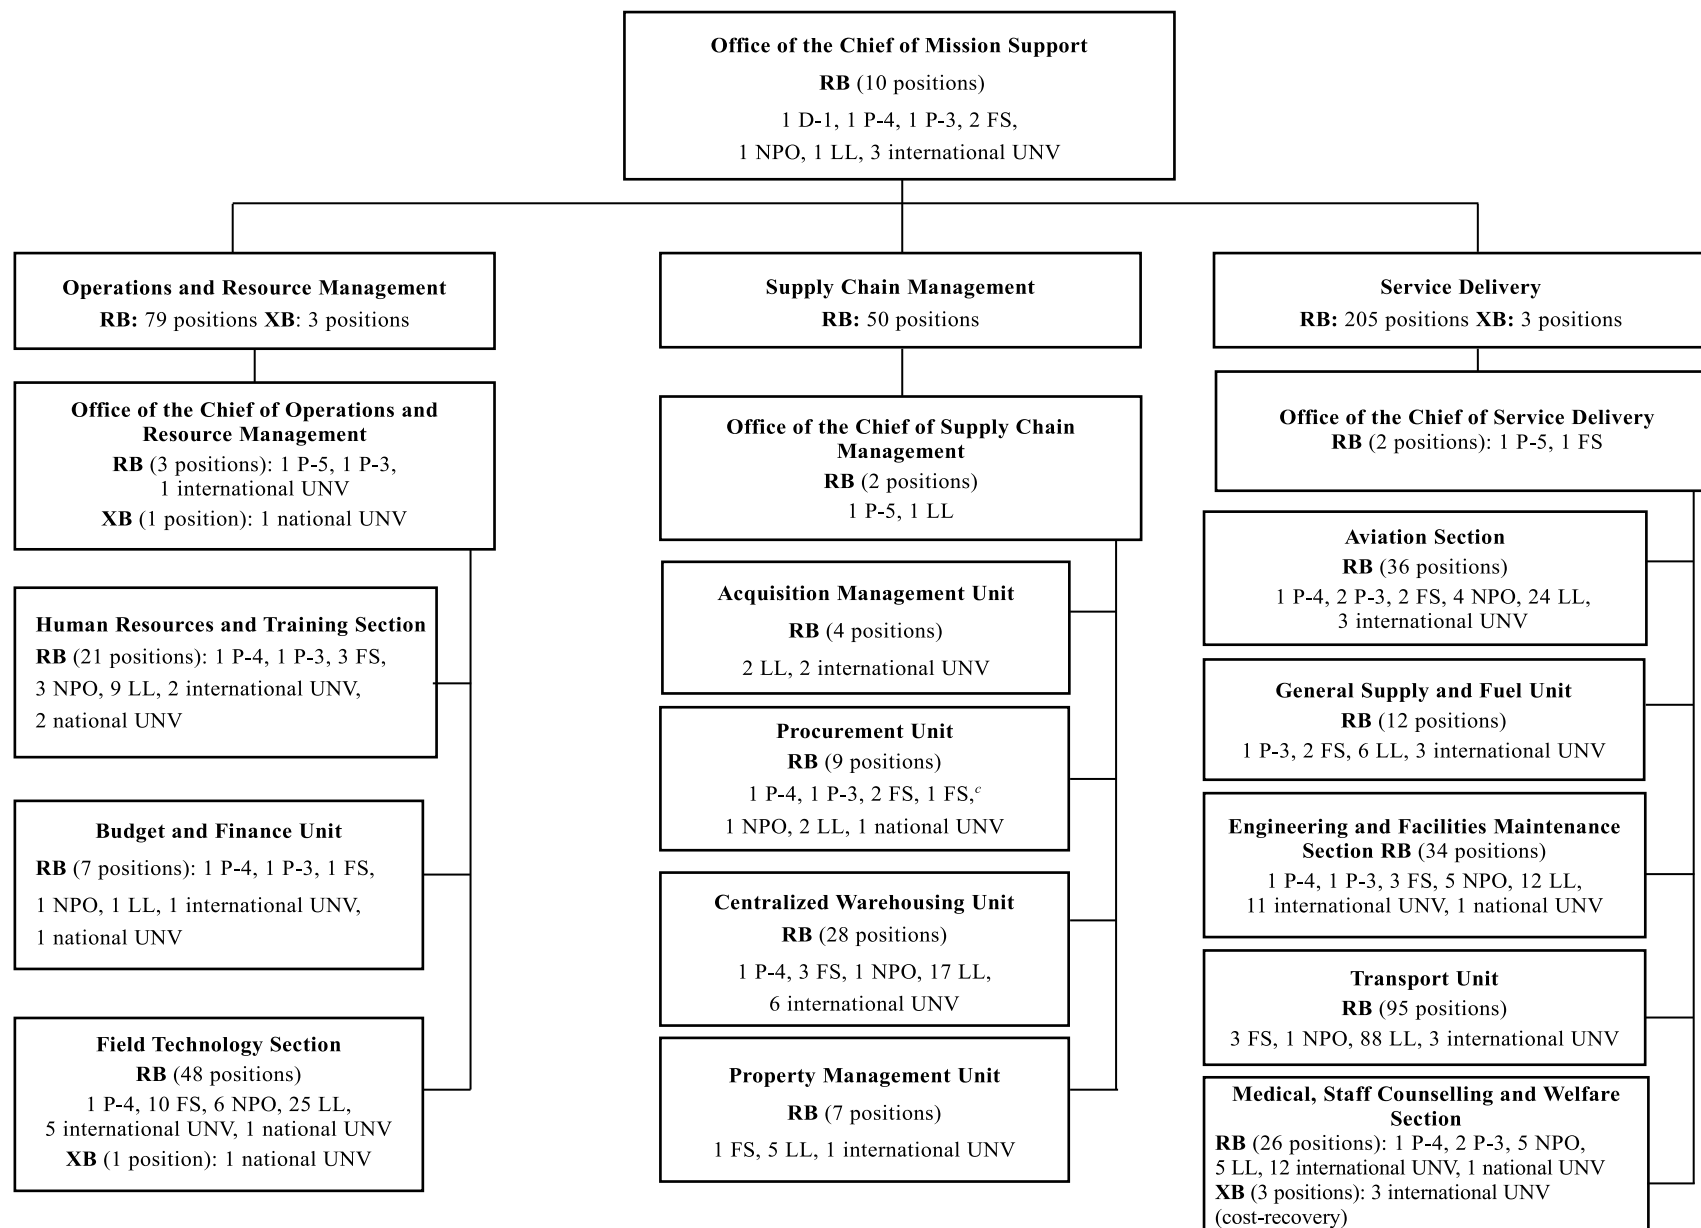 Office of the Chief of Mission Support
RB (10 positions)
1 D-1, 1 P-4, 1 P-3, 2 FS,
1 NPO, 1 LL, 3 international UNV
Operations and Resource Management
RB: 79 positions XB: 3 positions
Office of the Chief of Operations and
Resource Management
RB (3 positions): 1 P-5, 1 P-3,
1 international UNV
XB (1 position): 1 national UNV
Human Resources and Training Section
RB (21 positions): 1 P-4, 1 P-3, 3 FS,
3 NPO, 9 LL, 2 international UNV,
2 national UNV
Budget and Finance Unit
RB (7 positions): 1 P-4, 1 P-3, 1 FS,
1 NPO, 1 LL, 1 international UNV,
1 national UNV
Field Technology Section
RB (48 positions)
1 P-4, 10 FS, 6 NPO, 25 LL,
5 international UNV, 1 national UNV
XB (1 position): 1 national UNV
Supply Chain Management
RB: 50 positions
Office of the Chief of Supply Chain
Management
RB (2 positions)
1 P-5, 1 LL
Acquisition Management Unit
RB (4 positions)
2 LL, 2 international UNV
Procurement Unit
RB (9 positions)
1 P-4, 1 P-3, 2 FS, 1 FS,c
1 NPO, 2 LL, 1 national UNV
Centralized Warehousing Unit
RB (28 positions)
1 P-4, 3 FS, 1 NPO, 17 LL,
6 international UNV
Property Management Unit
RB (7 positions)
1 FS, 5 LL, 1 international UNV
Service Delivery
RB: 205 positions XB: 3 positions
Office of the Chief of Service Delivery
RB (2 positions): 1 P-5, 1 FS
Aviation Section
RB (36 positions)
1 P-4, 2 P-3, 2 FS, 4 NPO, 24 LL,
3 international UNV
General Supply and Fuel Unit
RB (12 positions)
1 P-3, 2 FS, 6 LL, 3 international UNV
Engineering and Facilities Maintenance
Section RB (34 positions)
1 P-4, 1 P-3, 3 FS, 5 NPO, 12 LL,
11 international UNV, 1 national UNV
Transport Unit
RB (95 positions)
3 FS, 1 NPO, 88 LL, 3 international UNV
Medical, Staff Counselling and Welfare
Section
RB (26 positions): 1 P-4, 2 P-3, 5 NPO,
5 LL, 12 international UNV, 1 national UNV
XB (3 positions): 3 international UNV
(cost-recovery)